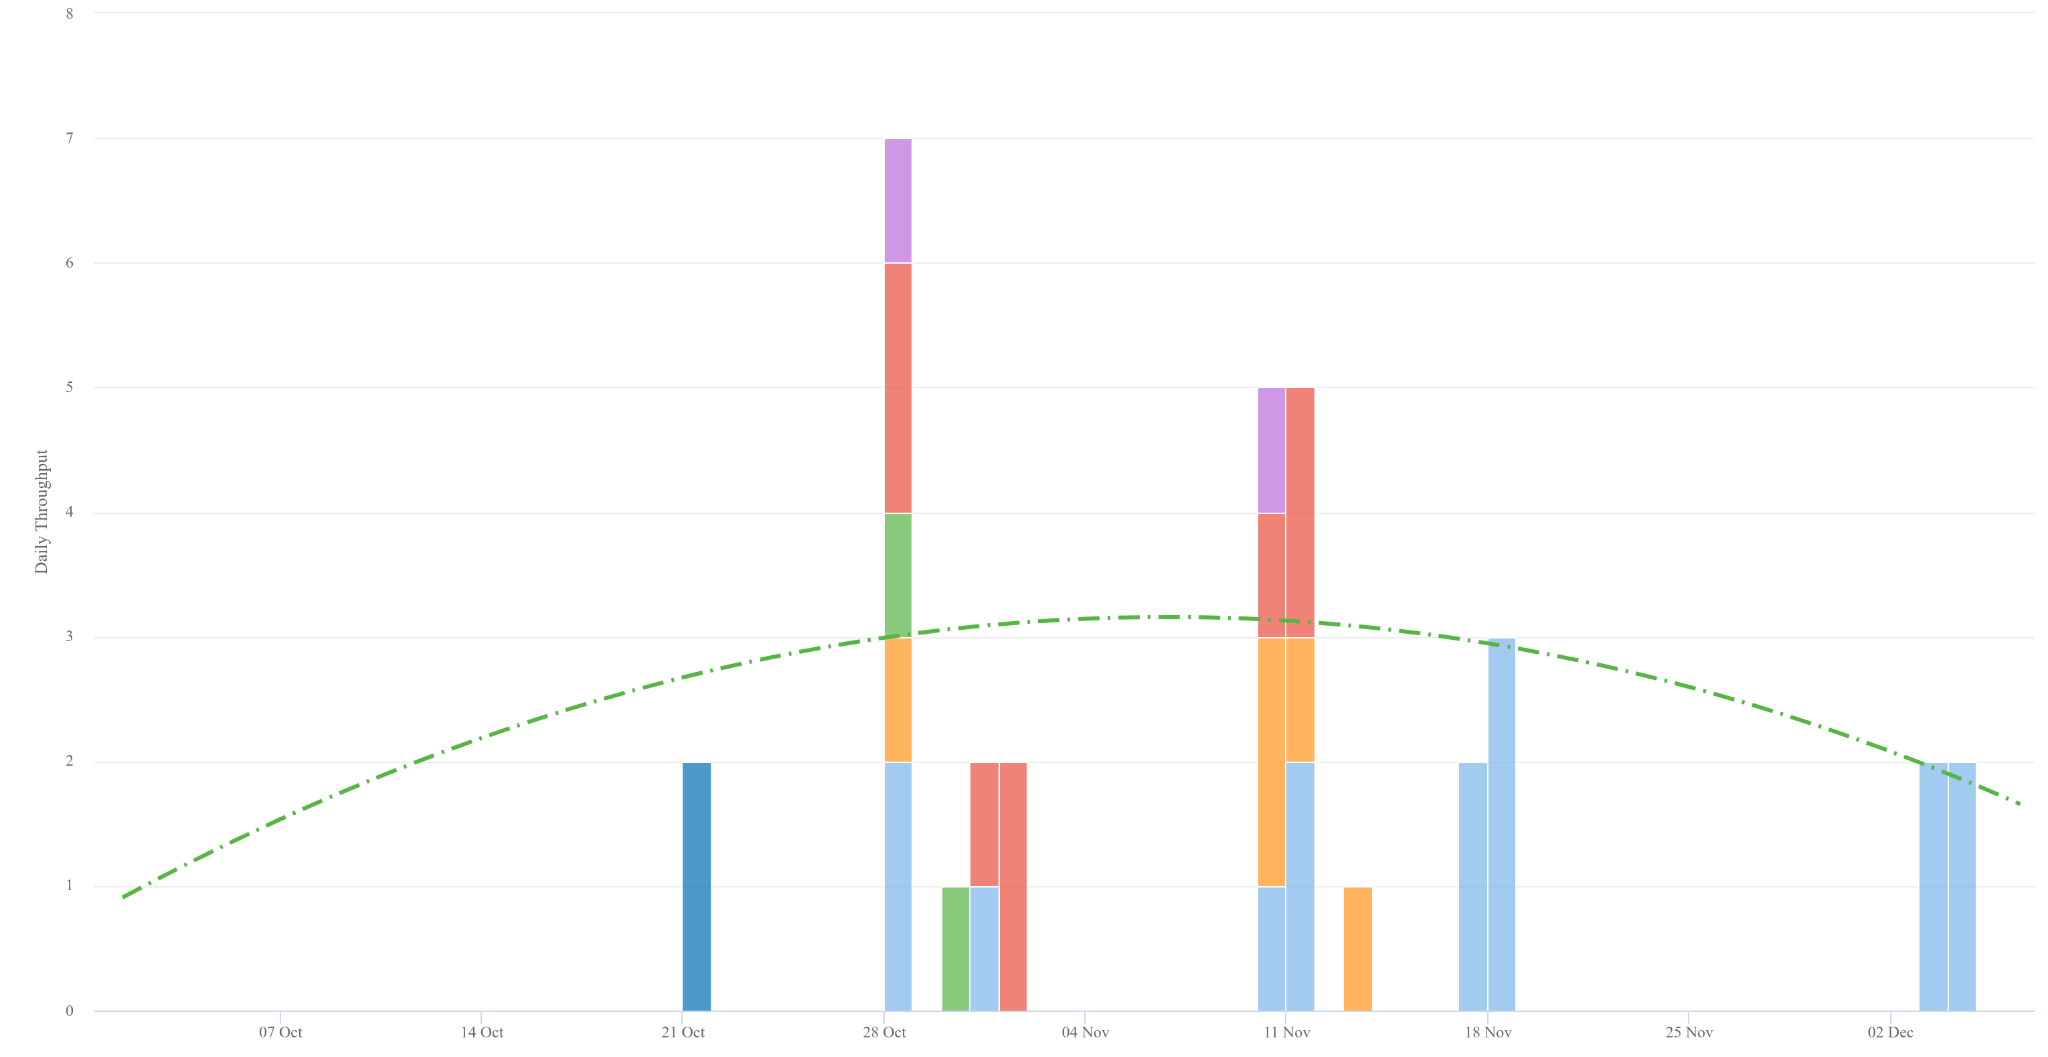 8
7
6
5
4
3
2
1
0
Daily Throughput
07 Oct
14 Oct
21 Oct
28 Oct
04 Nov
11 Nov
18 Nov
25 Nov
02 Dec